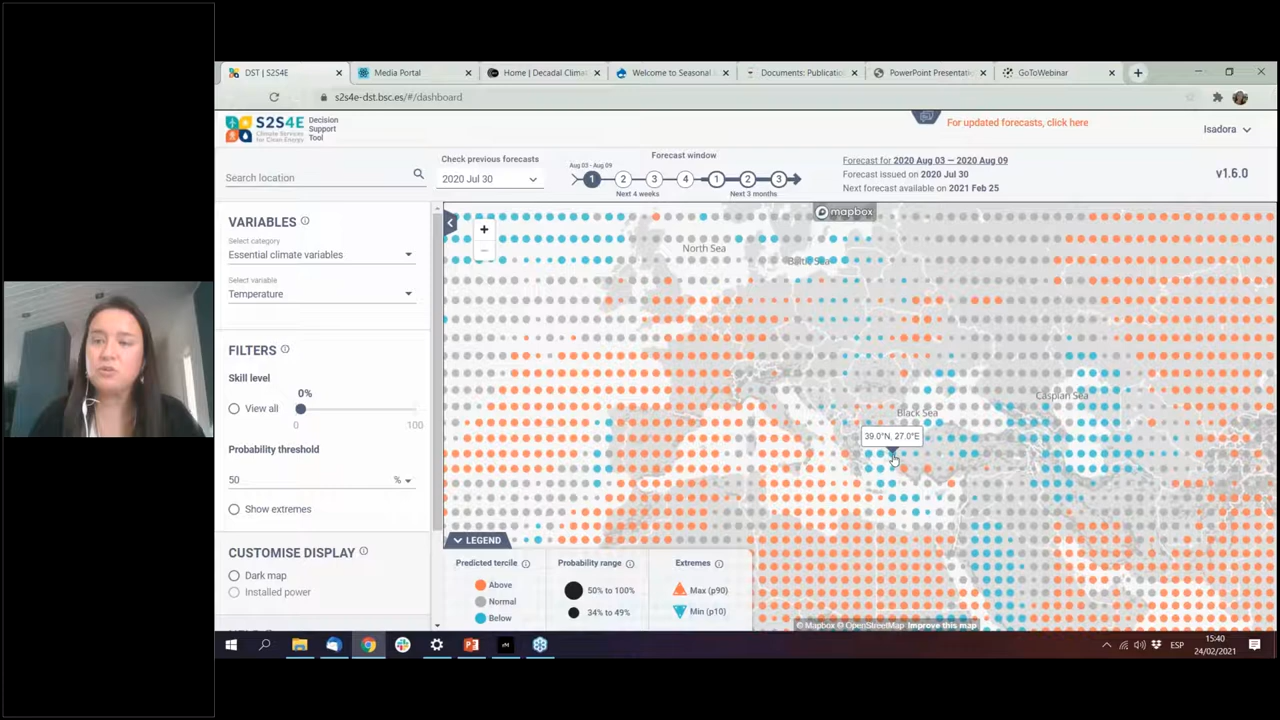 DST | S2S4E
Media Portal
Home | Decadal Clima
Welcome to Seasonal
Documents: Publicatio
PowerPoint Presentatio
GoToWebinar
s2s4e-dst.bsc.es/#/dashboard
S2S4E
Climate Services
for Clean Energy
Decision
Support
Tool
For updated forecasts, click here
Isadora
Search location
Check previous forecasts
2020 Jul 30
Forecast window
Aug 03 - Aug 09
1 2 3 4 1 2 3
Next 4 weeks
Next 3 months
Forecast for 2020 Aug 03 — 2020 Aug 09
Forecast issued on 2020 Jul 30
Next forecast available on 2021 Feb 25
v1.6.0
VARIABLES
Select category
Essential climate variables
Select variable
Temperature
FILTERS
Skill level
0%
View all
0
100
Probability threshold
50
%
Show extremes
CUSTOMISE DISPLAY
Dark map
Installed power
mapbox
North Sea
Baltic Sea
Caspian Sea
Black Sea
39.0°N, 27.0°E
LEGEND
Predicted tercile
Above
Normal
Below
Probability range
50% to 100%
34% to 49%
Extremes
Max (p90)
Min (p10)
© Mapbox © OpenStreetMap Improve this map
ESP
15:40
24/02/2021